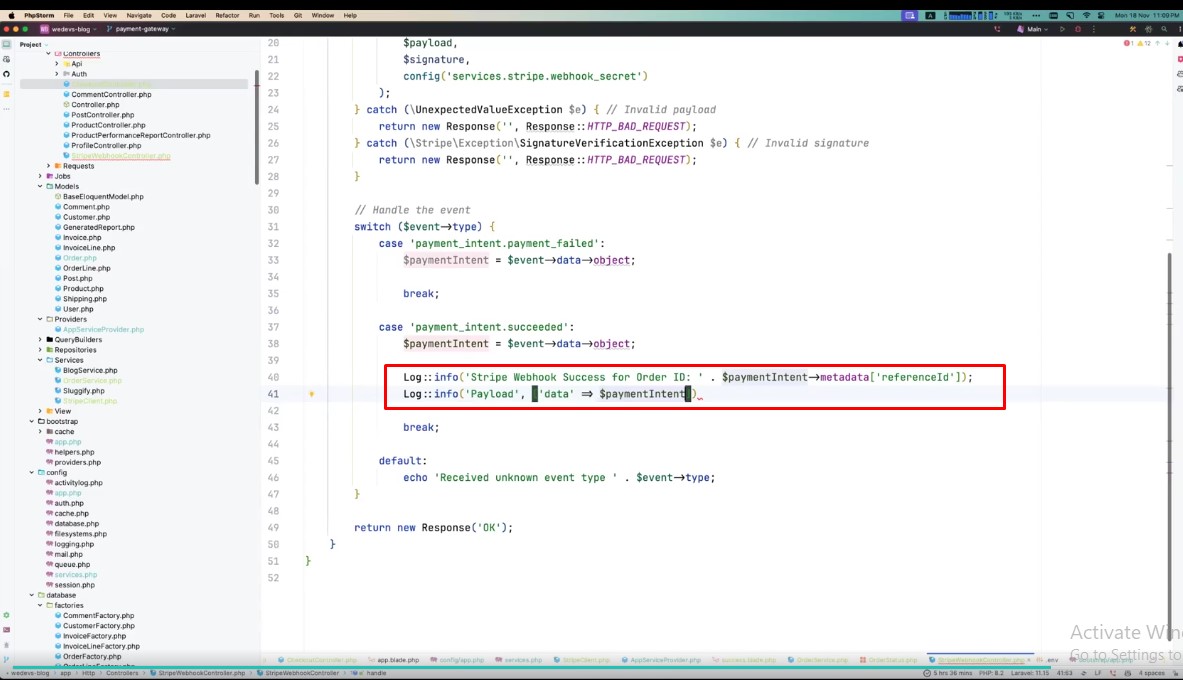 PhpStorm File Edit View Navigate Code Laravel Refactor Run Tools Git Window Help Mon 18 Nov 11:09 PM
wedevs-blog payment-gateway Main
Project
Controllers
Api
Auth
CommentController.php
Controller.php
PostController.php
ProductController.php
ProductPerformanceReportController.php
ProfileController.php
StripeWebhookController.php
Requests
Jobs
Models
BaseEloquentModel.php
Comment.php
Customer.php
GeneratedReport.php
Invoice.php
InvoiceLine.php
Order.php
OrderLine.php
Post.php
Product.php
Shipping.php
User.php
Providers
AppServiceProvider.php
QueryBuilders
Repositories
Services
BlogService.php
OrderService.php
Sluggify.php
StripeClient.php
View
bootstrap
cache
app.php
helpers.php
providers.php
config
activitylog.php
app.php
auth.php
cache.php
database.php
filesystems.php
logging.php
mail.php
queue.php
services.php
session.php
database
factories
CommentFactory.php
CustomerFactory.php
InvoiceFactory.php
InvoiceLineFactory.php
OrderFactory.php
OrderLineFactory.php
20 $payload,
21 $signature,
22 config('services.stripe.webhook_secret')
23 );
24 } catch (\UnexpectedValueException $e) { // Invalid payload
25 return new Response('', Response::HTTP_BAD_REQUEST);
26 } catch (\Stripe\Exception\SignatureVerificationException $e) { // Invalid signature
27 return new Response('', Response::HTTP_BAD_REQUEST);
28 }
29
30 // Handle the event
31 switch ($event->type) {
32 case 'payment_intent.payment_failed':
33 $paymentIntent = $event->data->object;
34
35 break;
36
37 case 'payment_intent.succeeded':
38 $paymentIntent = $event->data->object;
39
40 Log::info('Stripe Webhook Success for Order ID: ' . $paymentIntent->metadata['referenceId']);
41 Log::info('Payload', ['data' => $paymentIntent])
42
43 break;
44
45 default:
46 echo 'Received unknown event type ' . $event->type;
47 }
48
49 return new Response('OK');
50 }
51 }
52
Activate Win
Go to Settings to
app.blade.php config/app.php services.php StripeClient.php AppServiceProvider.php success.blade.php OrderService.php OrderStatus.php StripeWebhookController.php .env
wedevs-blog app Http Controllers StripeWebhookController.php StripeWebhookController handle 5 hrs 36 mins PHP: 8.2 Laravel: 11.15 41:63 LF 4 spaces